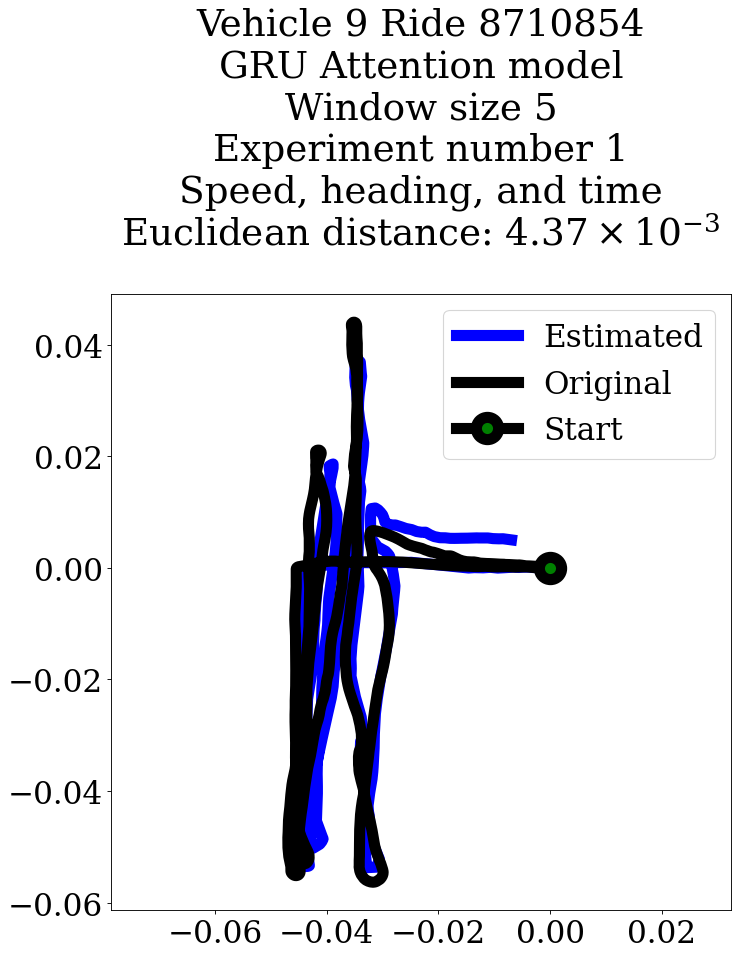 Vehicle 9 Ride 8710854
GRU Attention model
Window size 5
Experiment number 1
Speed, heading, and time
Euclidean distance: 4.37 × 10⁻³
Estimated
Original
Start
0.04
0.02
0.00
−0.02
−0.04
−0.06
−0.06 −0.04 −0.02 0.00 0.02